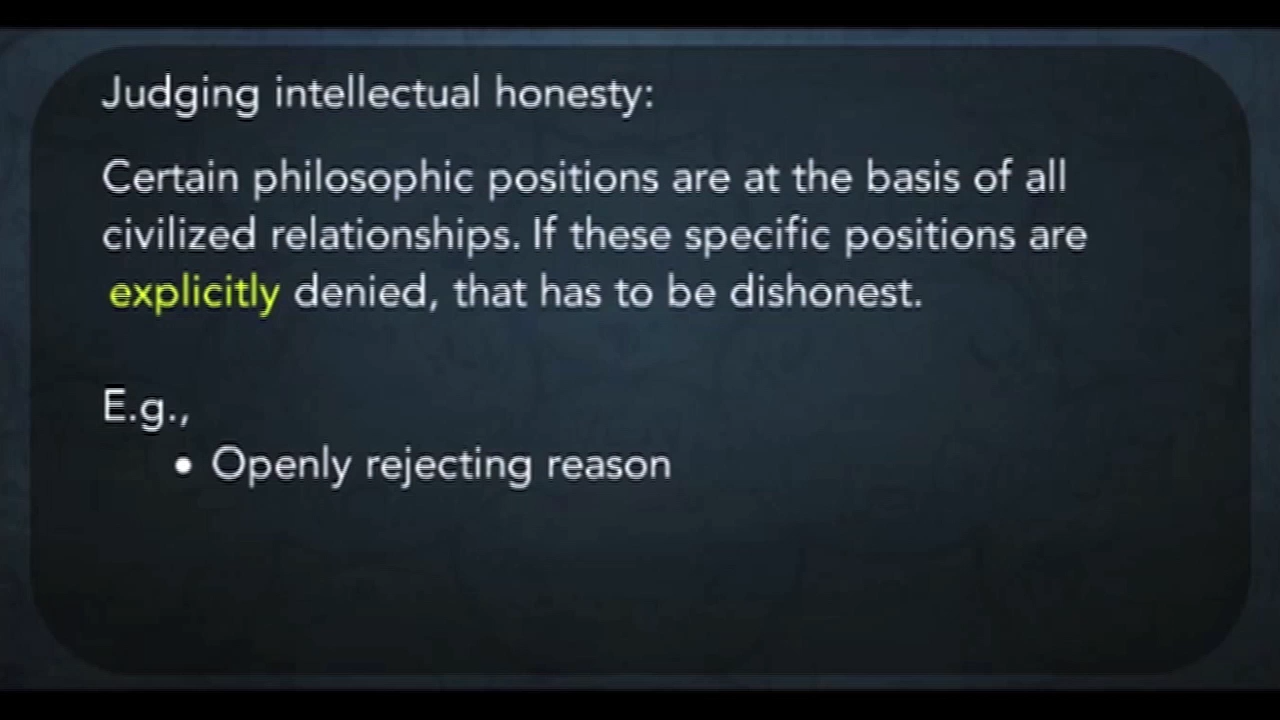 Judging intellectual honesty:
Certain philosophic positions are at the basis of all
civilized relationships. If these specific positions are
explicitly denied, that has to be dishonest.
E.g.,
• Openly rejecting reason